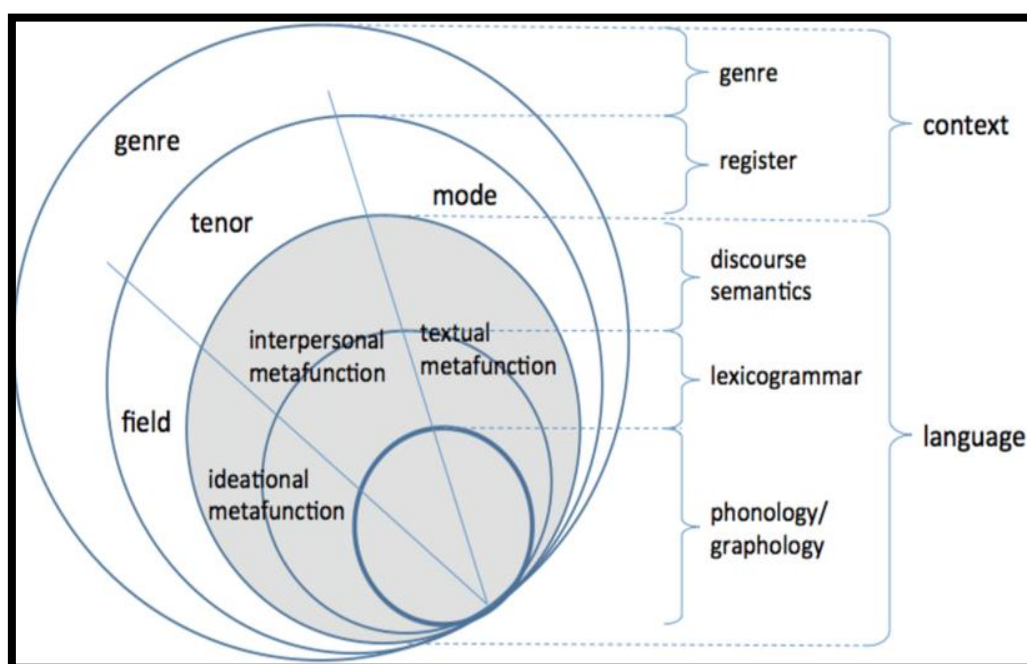 genre
tenor
mode
interpersonal
metafunction
textual
metafunction
field
ideational
metafunction
genre
register
discourse
semantics
lexicogrammar
phonology/
graphology
context
language